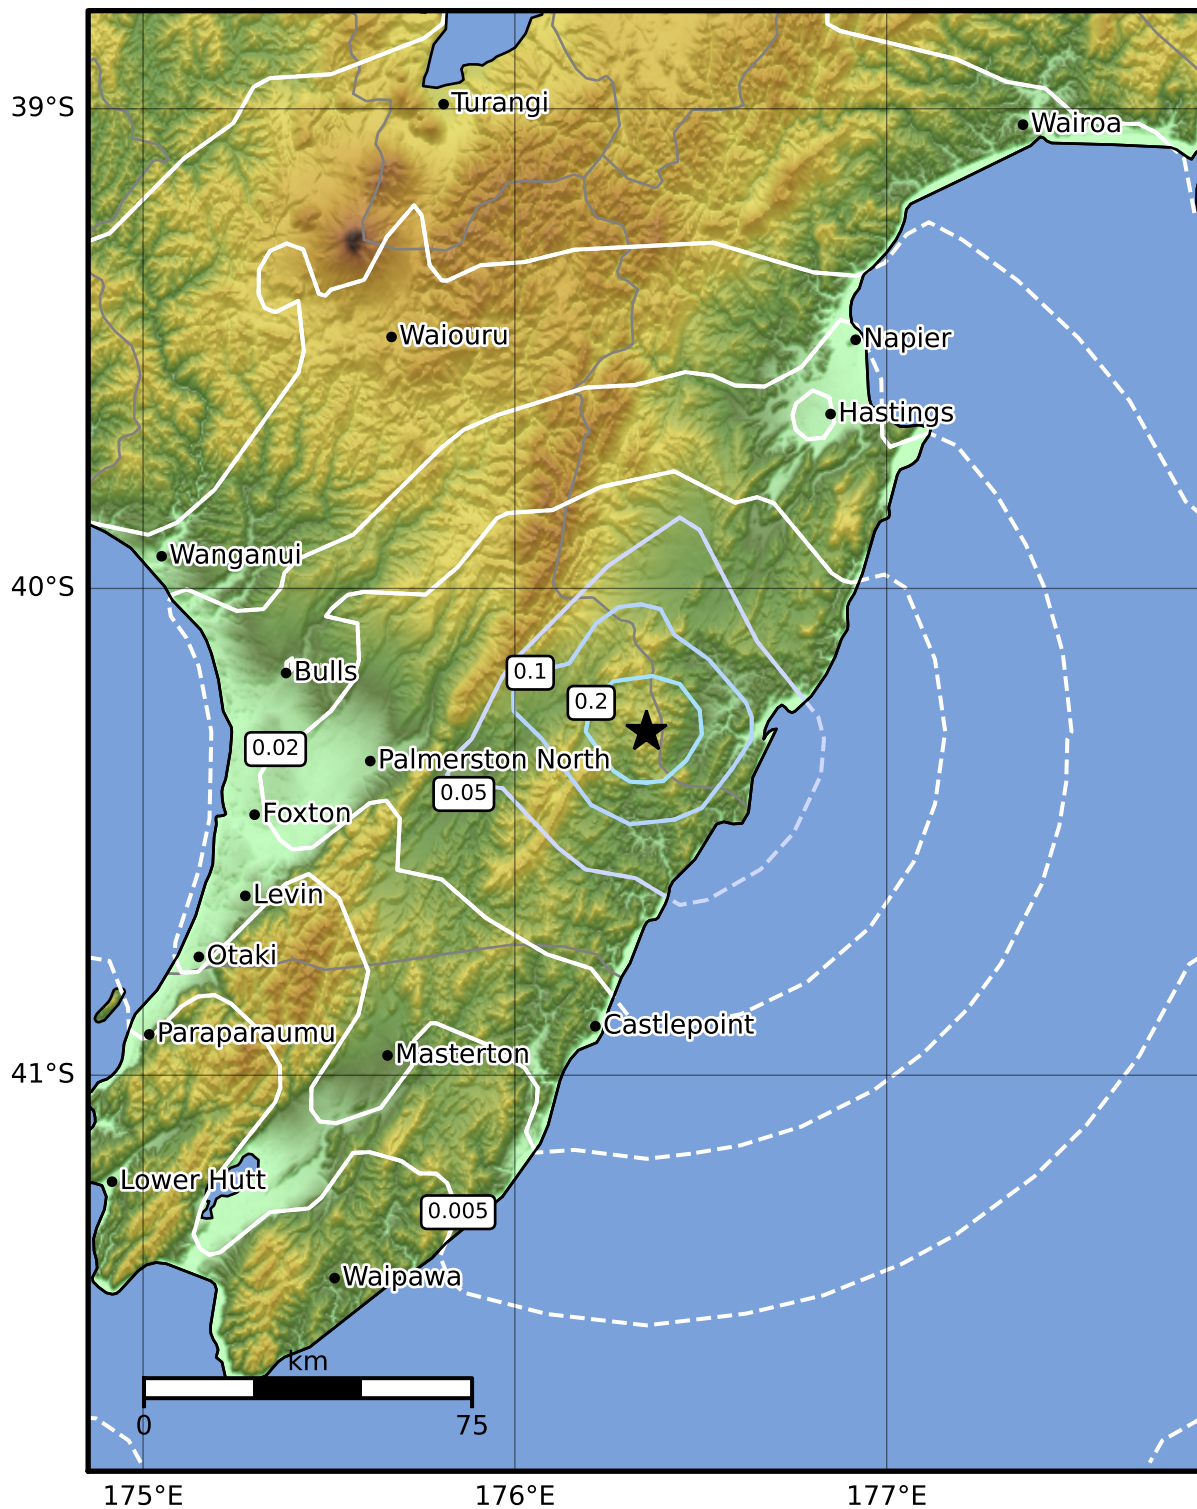 39°S
Turangi
Wairoa
Waiouru
Napier
Hastings
Wanganui
40°S
Bulls
0.1
0.2
0.02
Palmerston North
0.05
Foxton
Levin
Otaki
Paraparaumu
Castlepoint
Masterton
41°S
Lower Hutt
0.005
Waipawa
km
0
75
175°E
176°E
177°E